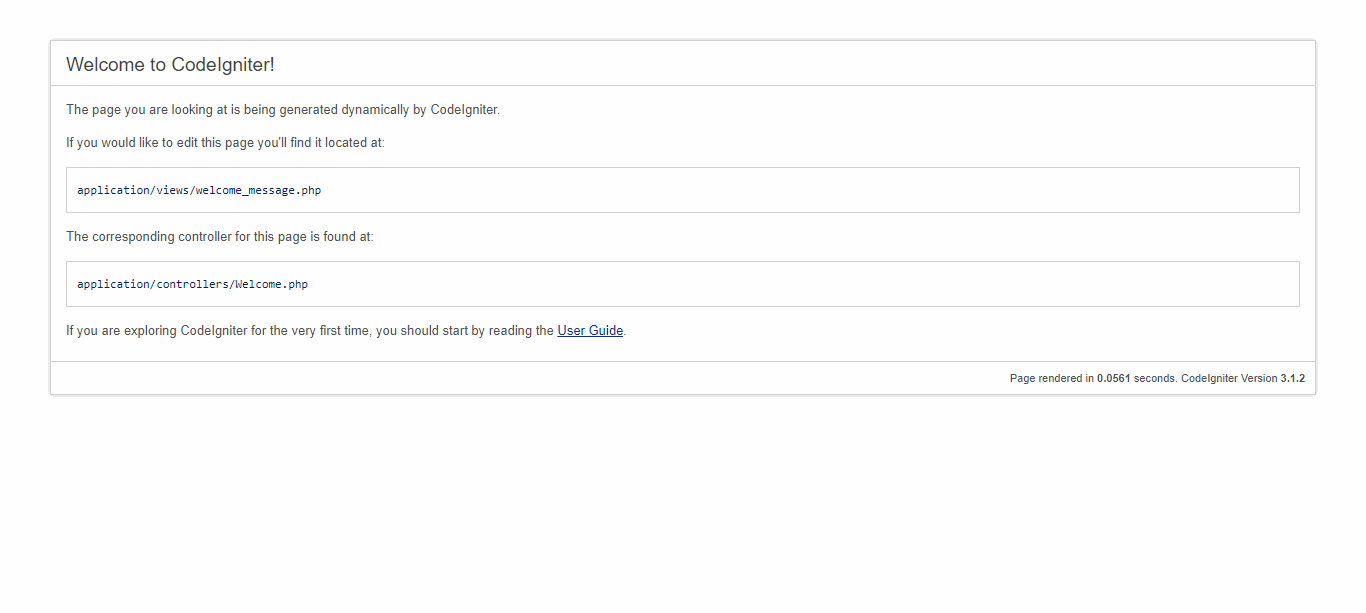 Welcome to CodeIgniter!
The page you are looking at is being generated dynamically by CodeIgniter.
If you would like to edit this page you'll find it located at:
application/views/welcome_message.php
The corresponding controller for this page is found at:
application/controllers/Welcome.php
If you are exploring CodeIgniter for the very first time, you should start by reading the User Guide.
Page rendered in 0.0561 seconds. CodeIgniter Version 3.1.2